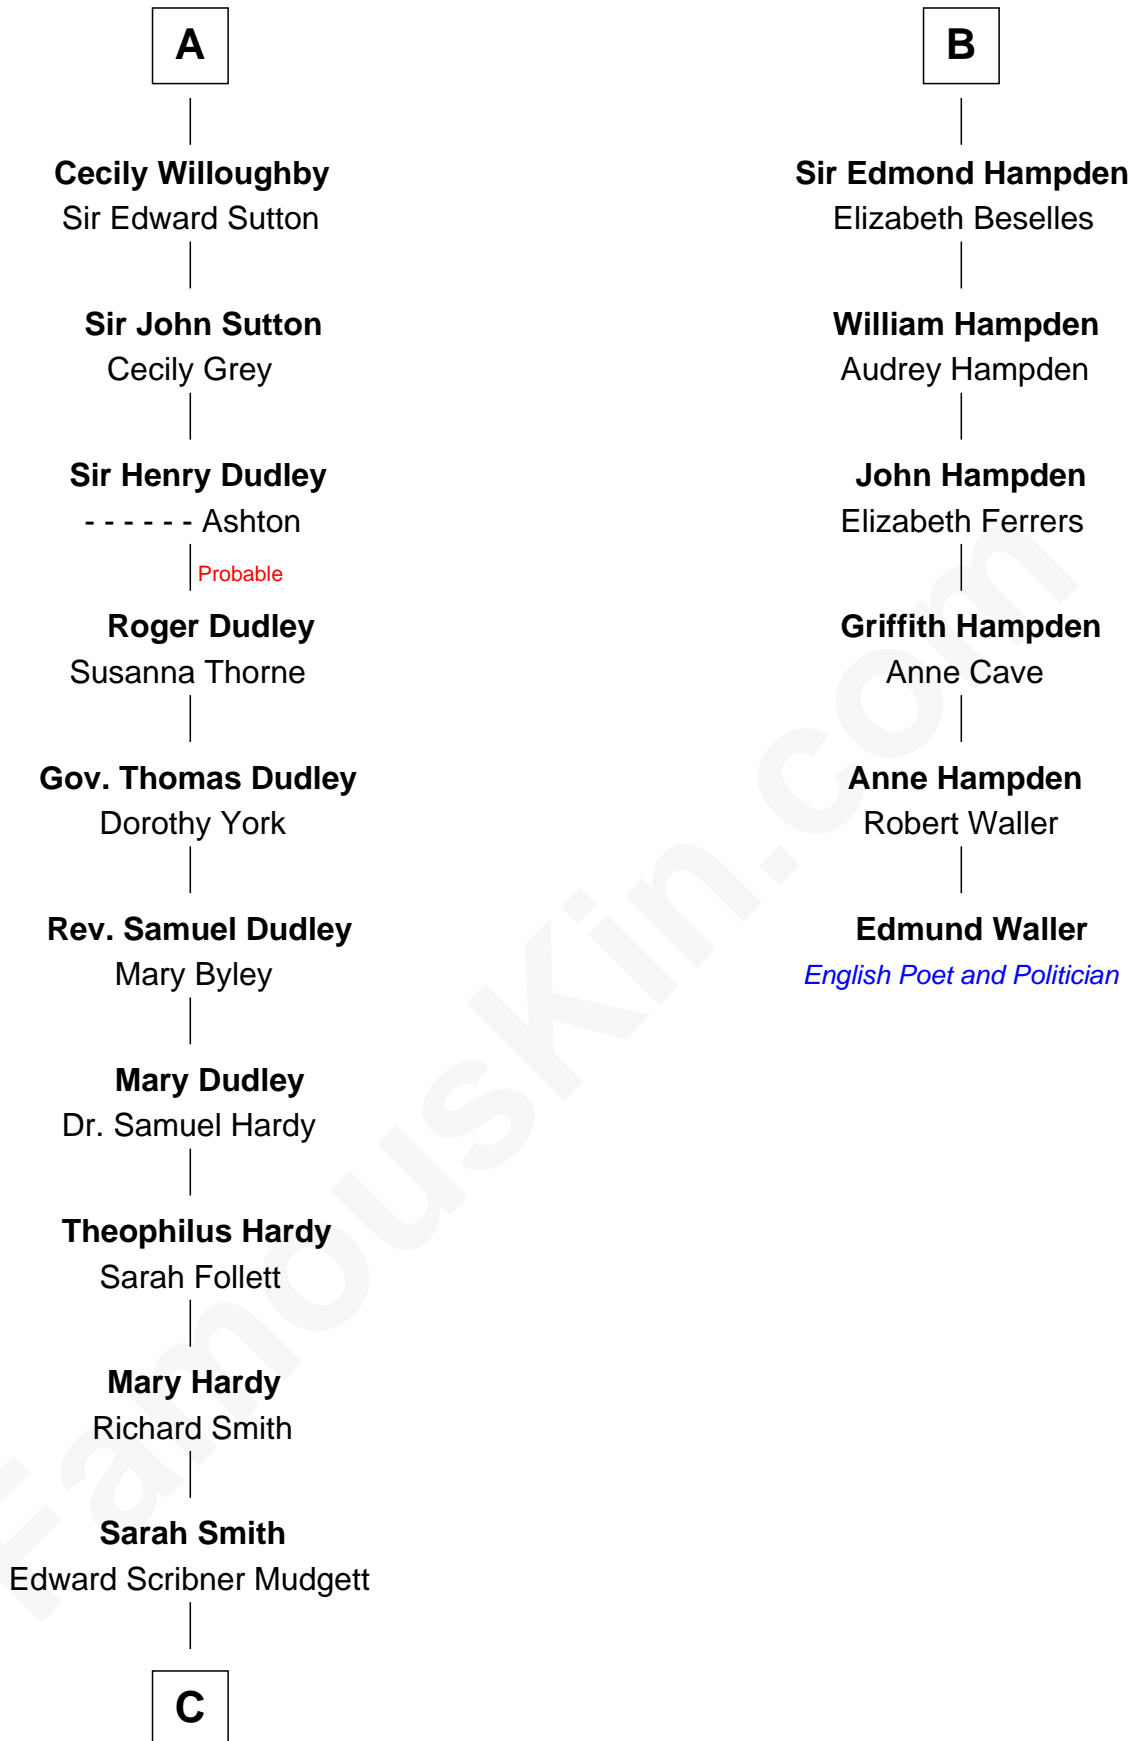 A
Cecily Willoughby
Sir Edward Sutton
Sir John Sutton
Cecily Grey
Sir Henry Dudley
- - - - - - Ashton
Probable
Roger Dudley
Susanna Thorne
Gov. Thomas Dudley
Dorothy York
Rev. Samuel Dudley
Mary Byley
Mary Dudley
Dr. Samuel Hardy
Theophilus Hardy
Sarah Follett
Mary Hardy
Richard Smith
Sarah Smith
Edward Scribner Mudgett
C
B
Sir Edmond Hampden
Elizabeth Beselles
William Hampden
Audrey Hampden
John Hampden
Elizabeth Ferrers
Griffith Hampden
Anne Cave
Anne Hampden
Robert Waller
Edmund Waller
English Poet and Politician
FamousKin.com